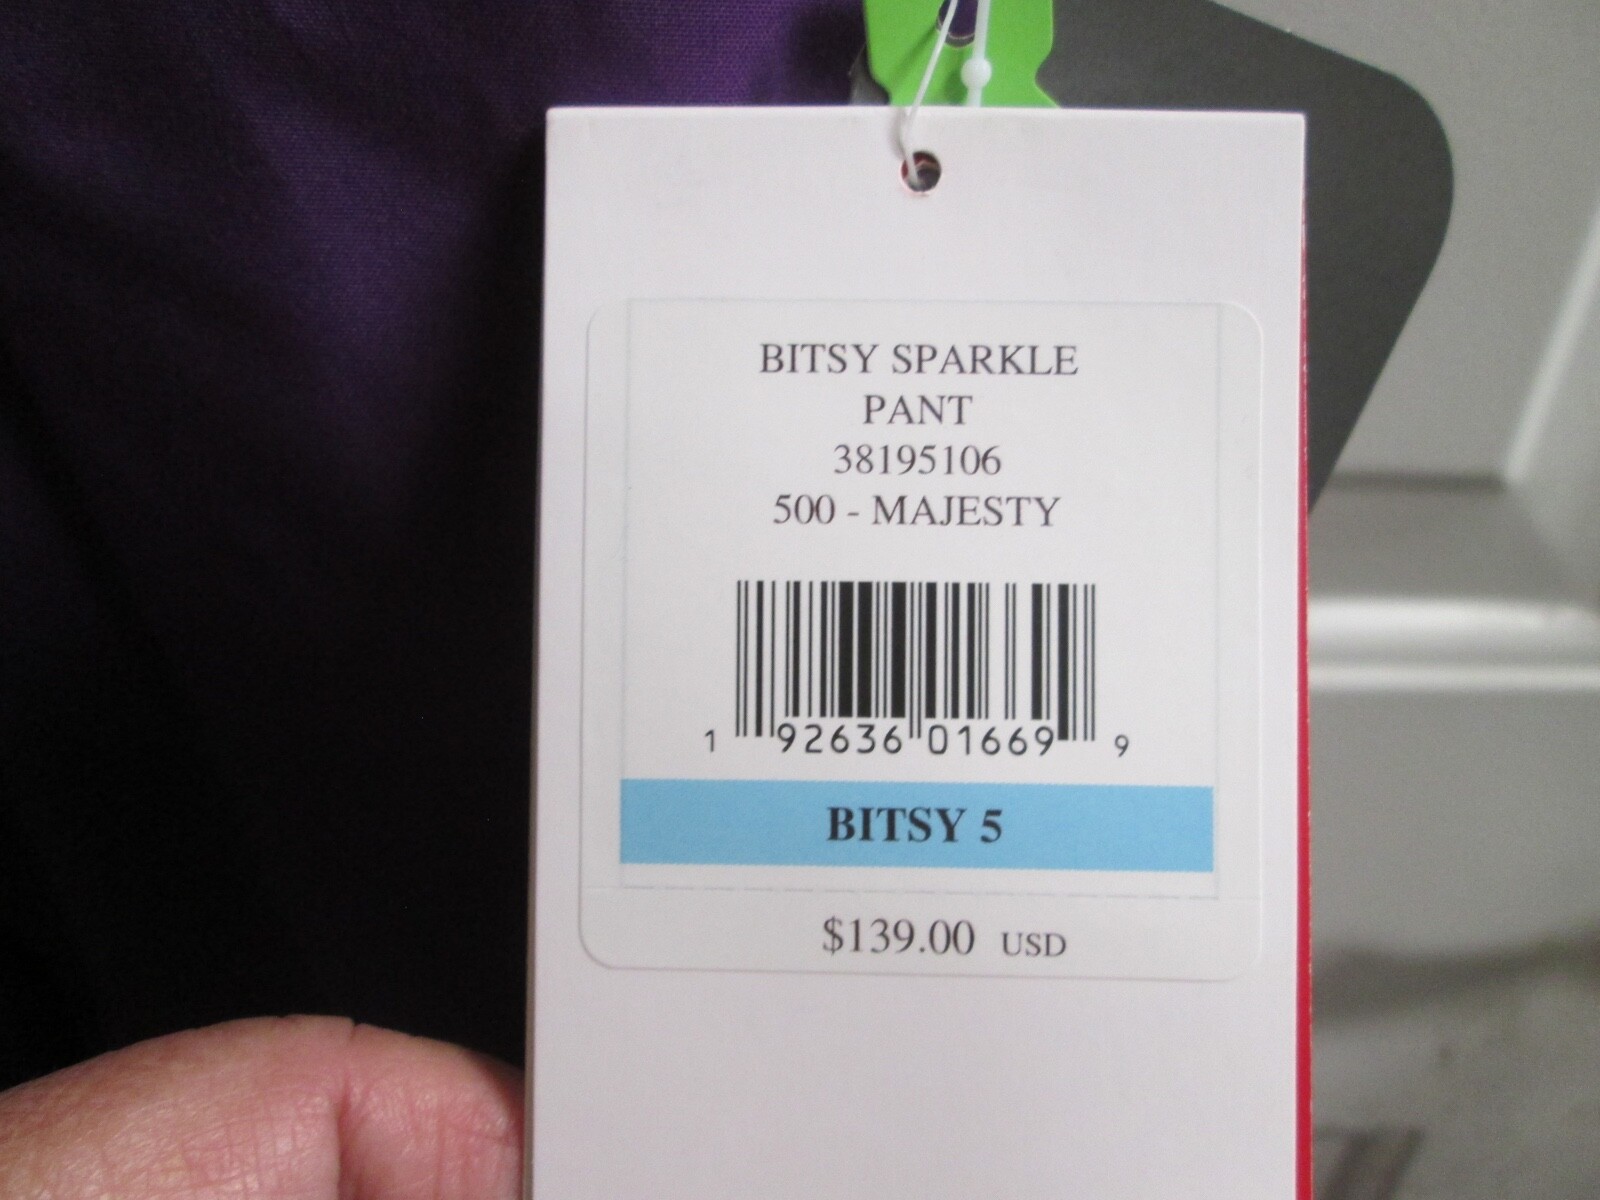 BITSY SPARKLE
PANT
38195106
500 - MAJESTY
1 92636 01669 9
BITSY 5
$139.00 USD